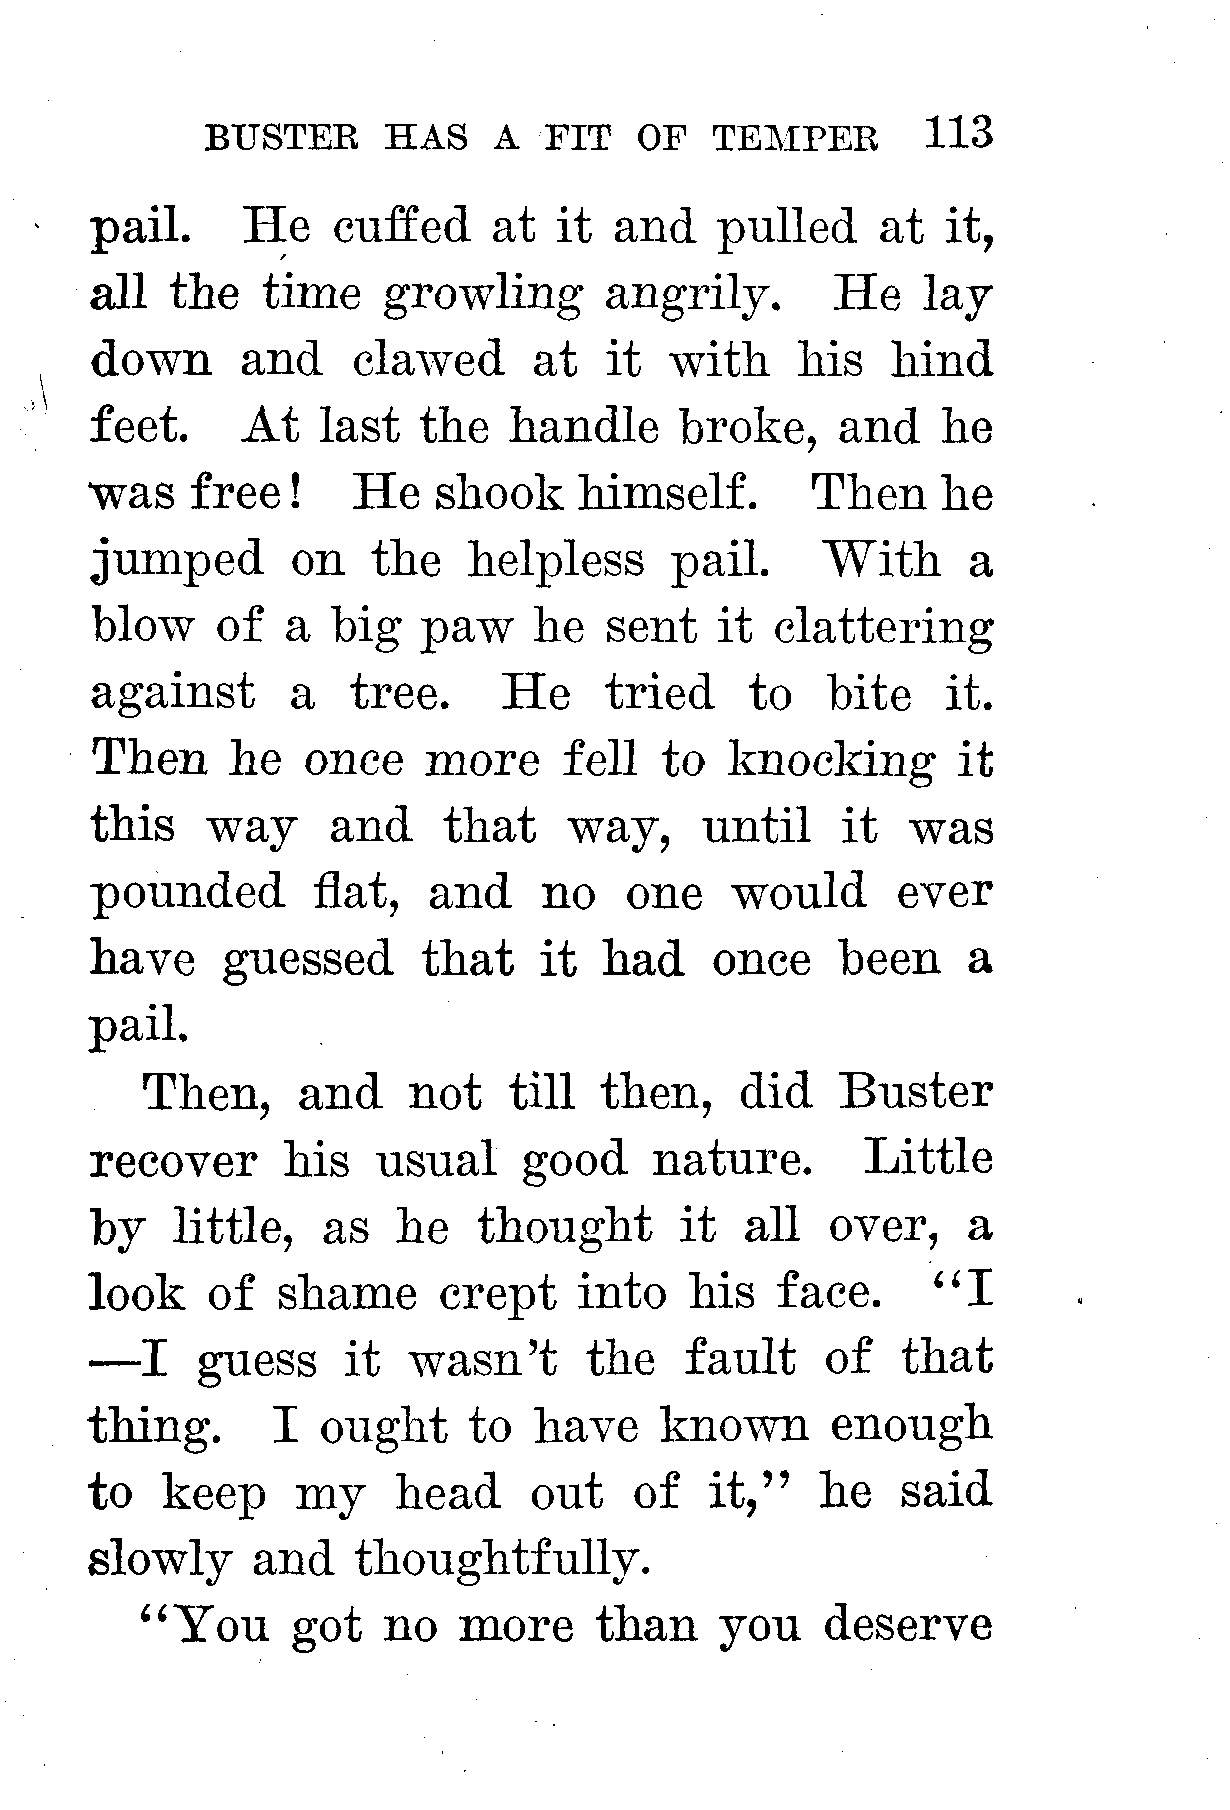 BUSTER HAS A FIT OF TEMPER 113
pail. He cuffed at it and pulled at it,
all the time growling angrily. He lay
down and clawed at it with his hind
feet. At last the handle broke, and he
was free! He shook himself. Then he
jumped on the helpless pail. With a
blow of a big paw he sent it clattering
against a tree. He tried to bite it.
Then he once more fell to knocking it
this way and that way, until it was
pounded flat, and no one would ever
have guessed that it had once been a
pail.
Then, and not till then, did Buster
recover his usual good nature. Little
by little, as he thought it all over, a
look of shame crept into his face. "I
—I guess it wasn't the fault of that
thing. I ought to have known enough
to keep my head out of it," he said
slowly and thoughtfully.
"You got no more than you deserve